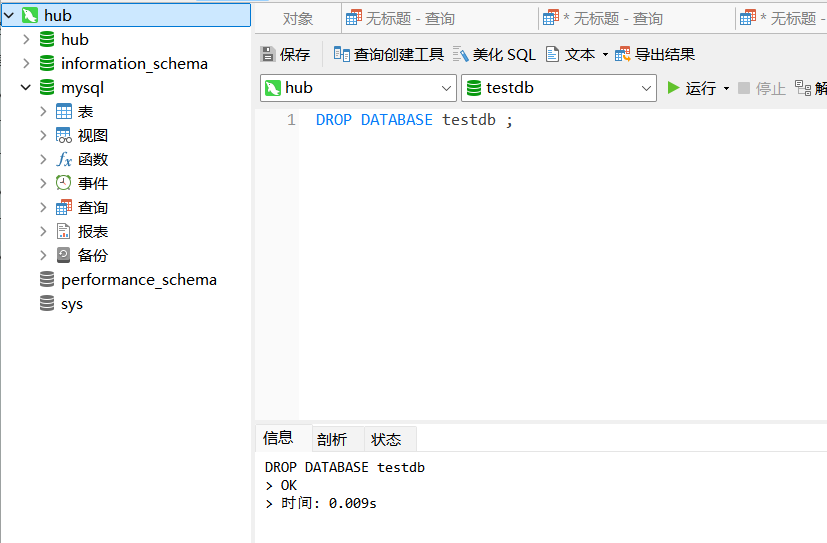 hub
hub
information_schema
mysql
表
视图
函数
事件
查询
报表
备份
performance_schema
sys
对象 无标题 - 查询 * 无标题 - 查询 * 无标题 -
保存 查询创建工具 美化 SQL 文本 导出结果
hub testdb 运行 停止 解
1 DROP DATABASE testdb ;
信息 剖析 状态
DROP DATABASE testdb
> OK
> 时间: 0.009s